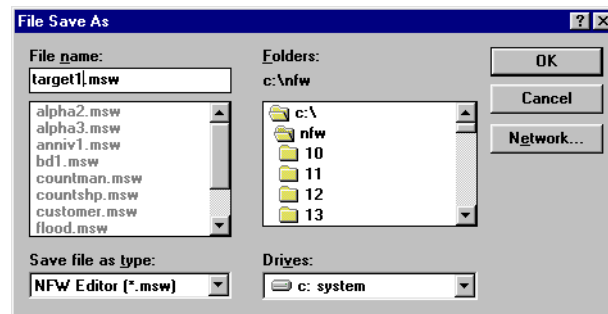 File Save As
File name:
target1.msw
alpha2.msw
alpha3.msw
anniv1.msw
bd1.msw
countman.msw
countshp.msw
customer.msw
flood.msw
Save file as type:
NFW Editor (*.msw)
Folders:
c:\nfw
c:\
nfw
10
11
12
13
Drives:
c: system
OK
Cancel
Network...